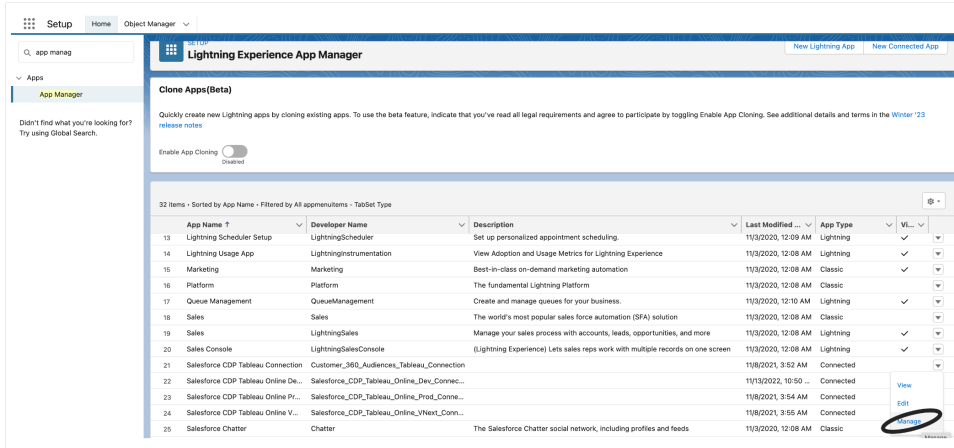 Setup Home Object Manager
app manag
SETUP
Lightning Experience App Manager
New Lightning App New Connected App
Apps
App Manager
Didn't find what you're looking for?
Try using Global Search.
Clone Apps(Beta)
Quickly create new Lightning apps by cloning existing apps. To use the beta feature, indicate that you've read all legal requirements and agree to participate by toggling Enable App Cloning. See additional details and terms in the Winter '23
release notes
Enable App Cloning
Disabled
32 items • Sorted by App Name • Filtered by All appmenuitems - TabSet Type
App Name ↑ Developer Name Description Last Modified ... App Type Vi...
13 Lightning Scheduler Setup LightningScheduler Set up personalized appointment scheduling. 11/3/2020, 12:09 AM Lightning
14 Lightning Usage App LightningInstrumentation View Adoption and Usage Metrics for Lightning Experience 11/3/2020, 12:08 AM Lightning
15 Marketing Marketing Best-in-class on-demand marketing automation 11/3/2020, 12:08 AM Classic
16 Platform Platform The fundamental Lightning Platform 11/3/2020, 12:08 AM Classic
17 Queue Management QueueManagement Create and manage queues for your business. 11/3/2020, 12:10 AM Lightning
18 Sales Sales The world's most popular sales force automation (SFA) solution 11/3/2020, 12:08 AM Classic
19 Sales LightningSales Manage your sales process with accounts, leads, opportunities, and more 11/3/2020, 12:08 AM Lightning
20 Sales Console LightningSalesConsole (Lightning Experience) Lets sales reps work with multiple records on one screen 11/3/2020, 12:08 AM Lightning
21 Salesforce CDP Tableau Connection Customer_360_Audiences_Tableau_Connection 11/8/2021, 3:52 AM Connected
22 Salesforce CDP Tableau Online De... Salesforce_CDP_Tableau_Online_Dev_Connec... 11/13/2022, 10:50 ... Connected
View
23 Salesforce CDP Tableau Online Pr... Salesforce_CDP_Tableau_Online_Prod_Conne... 11/8/2021, 3:54 AM Connected
Edit
24 Salesforce CDP Tableau Online V... Salesforce_CDP_Tableau_Online_VNext_Conn... 11/8/2021, 3:55 AM Connected
Manage
25 Salesforce Chatter Chatter The Salesforce Chatter social network, including profiles and feeds 11/3/2020, 12:08 AM Classic
Manage